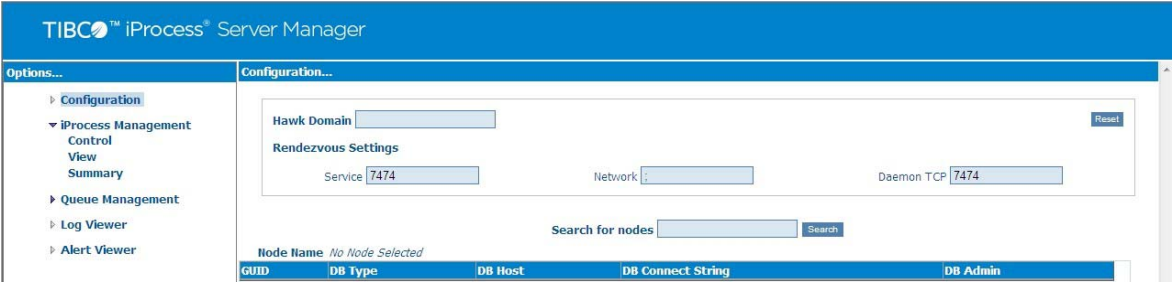 TIBCO™ iProcess® Server Manager
Options...
Configuration
iProcess Management
Control
View
Summary
Queue Management
Log Viewer
Alert Viewer
Configuration...
Hawk Domain
Reset
Rendezvous Settings
Service 7474 Network ; Daemon TCP 7474
Search for nodes Search
Node Name No Node Selected
GUID DB Type DB Host DB Connect String DB Admin